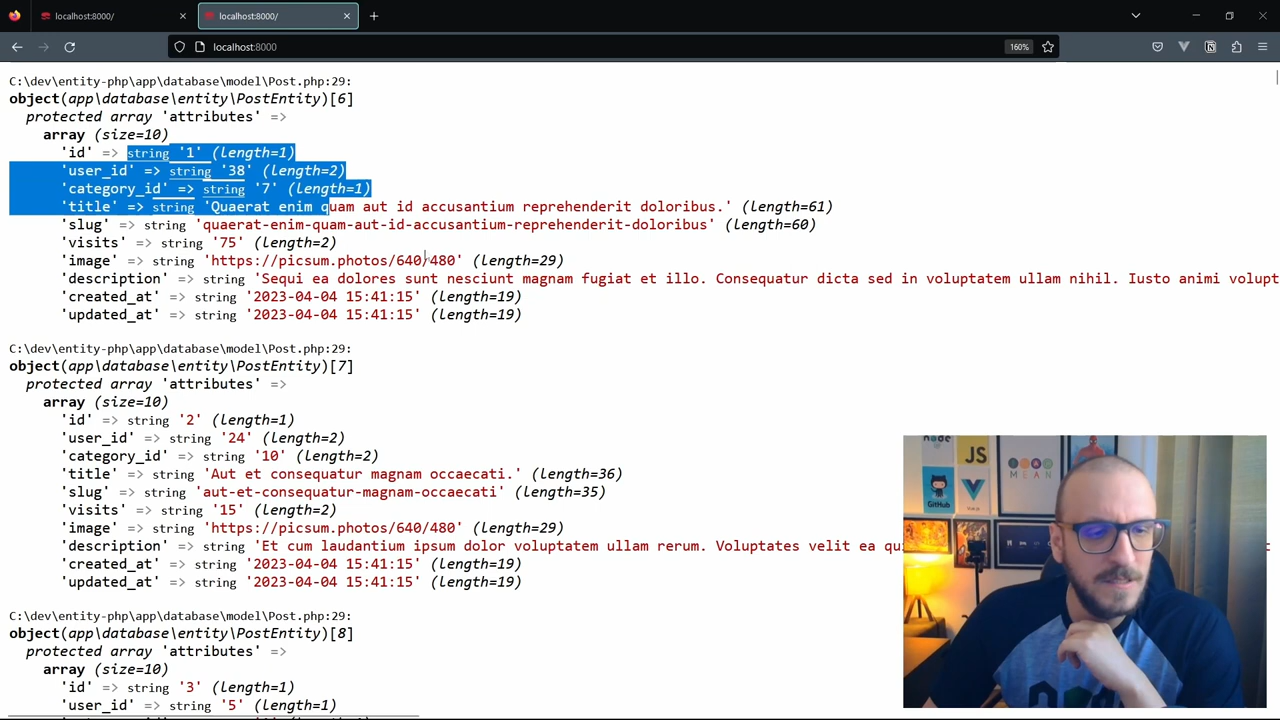 localhost:8000/
localhost:8000/
localhost:8000
160%
C:\dev\entity-php\app\database\model\Post.php:29:
object(app\database\entity\PostEntity)[6]
protected array 'attributes' =>
array (size=10)
'id' => string '1' (length=1)
'user_id' => string '38' (length=2)
'category_id' => string '7' (length=1)
'title' => string 'Quaerat enim quam aut id accusantium reprehenderit doloribus.' (length=61)
'slug' => string 'quaerat-enim-quam-aut-id-accusantium-reprehenderit-doloribus' (length=60)
'visits' => string '75' (length=2)
'image' => string 'https://picsum.photos/640/480' (length=29)
'description' => string 'Sequi ea dolores sunt nesciunt magnam fugiat et illo. Consequatur dicta sed in voluptatem ullam nihil. Iusto animi volupt
'created_at' => string '2023-04-04 15:41:15' (length=19)
'updated_at' => string '2023-04-04 15:41:15' (length=19)
C:\dev\entity-php\app\database\model\Post.php:29:
object(app\database\entity\PostEntity)[7]
protected array 'attributes' =>
array (size=10)
'id' => string '2' (length=1)
'user_id' => string '24' (length=2)
'category_id' => string '10' (length=2)
'title' => string 'Aut et consequatur magnam occaecati.' (length=36)
'slug' => string 'aut-et-consequatur-magnam-occaecati' (length=35)
'visits' => string '15' (length=2)
'image' => string 'https://picsum.photos/640/480' (length=29)
'description' => string 'Et cum laudantium ipsum dolor voluptatem ullam rerum. Voluptates velit ea qu
'created_at' => string '2023-04-04 15:41:15' (length=19)
'updated_at' => string '2023-04-04 15:41:15' (length=19)
C:\dev\entity-php\app\database\model\Post.php:29:
object(app\database\entity\PostEntity)[8]
protected array 'attributes' =>
array (size=10)
'id' => string '3' (length=1)
'user_id' => string '5' (length=1)
node
JS
GitHub
MEAN